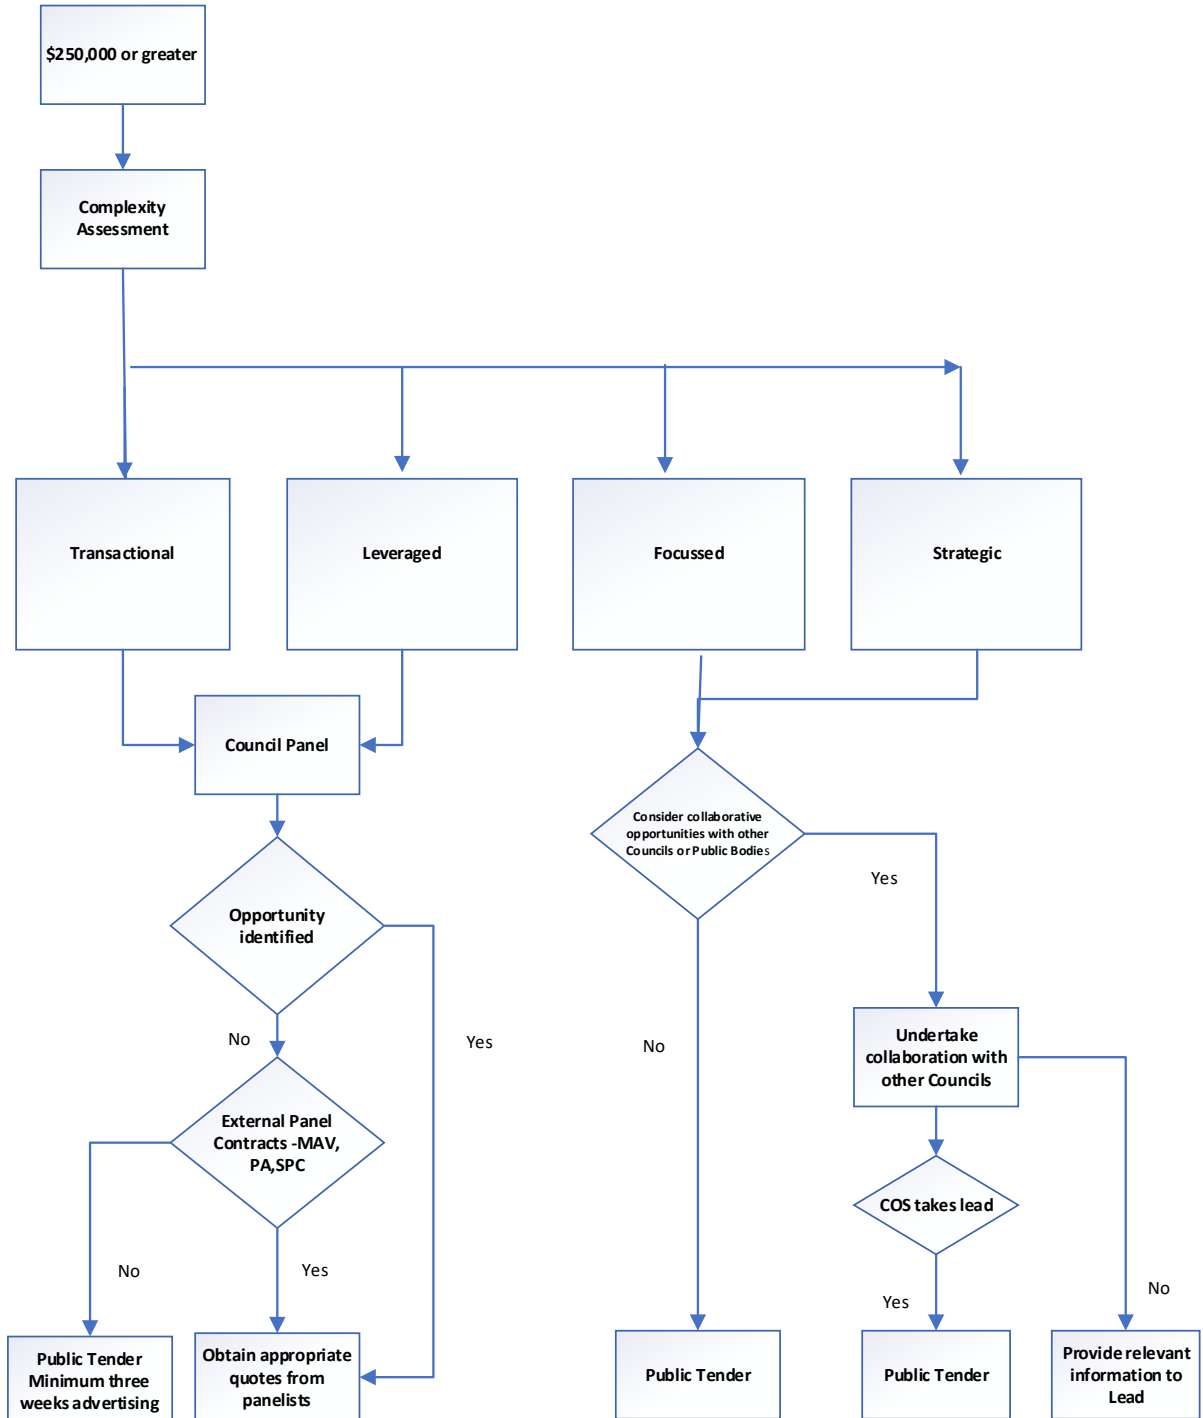 $250,000 or greater
Complexity
Assessment
Transactional
Leveraged
Focussed
Strategic
Council Panel
Consider collaborative
opportunities with other
Councils or Public Bodies
Yes
Opportunity
identified
No
Yes
No
Undertake
collaboration with
other Councils
External Panel
Contracts -MAV,
PA,SPC
COS takes lead
No
Yes
Yes
No
Public Tender
Minimum three
weeks advertising
Obtain appropriate
quotes from
panelists
Public Tender
Public Tender
Provide relevant
information to
Lead